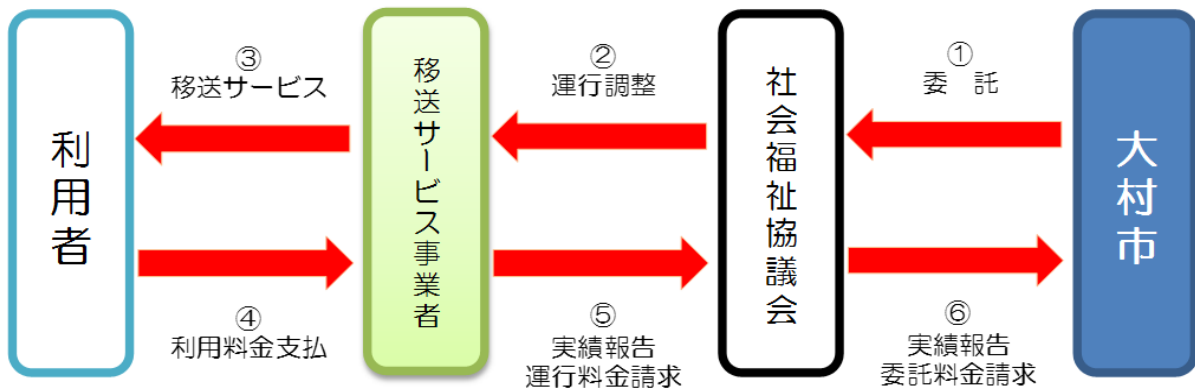 利用者
③
移送サービス
④
利用料金支払
移送サービス事業者
②
運行調整
⑤
実績報告
運行料金請求
社会福祉協議会
①
委 託
⑥
実績報告
委託料金請求
大村市